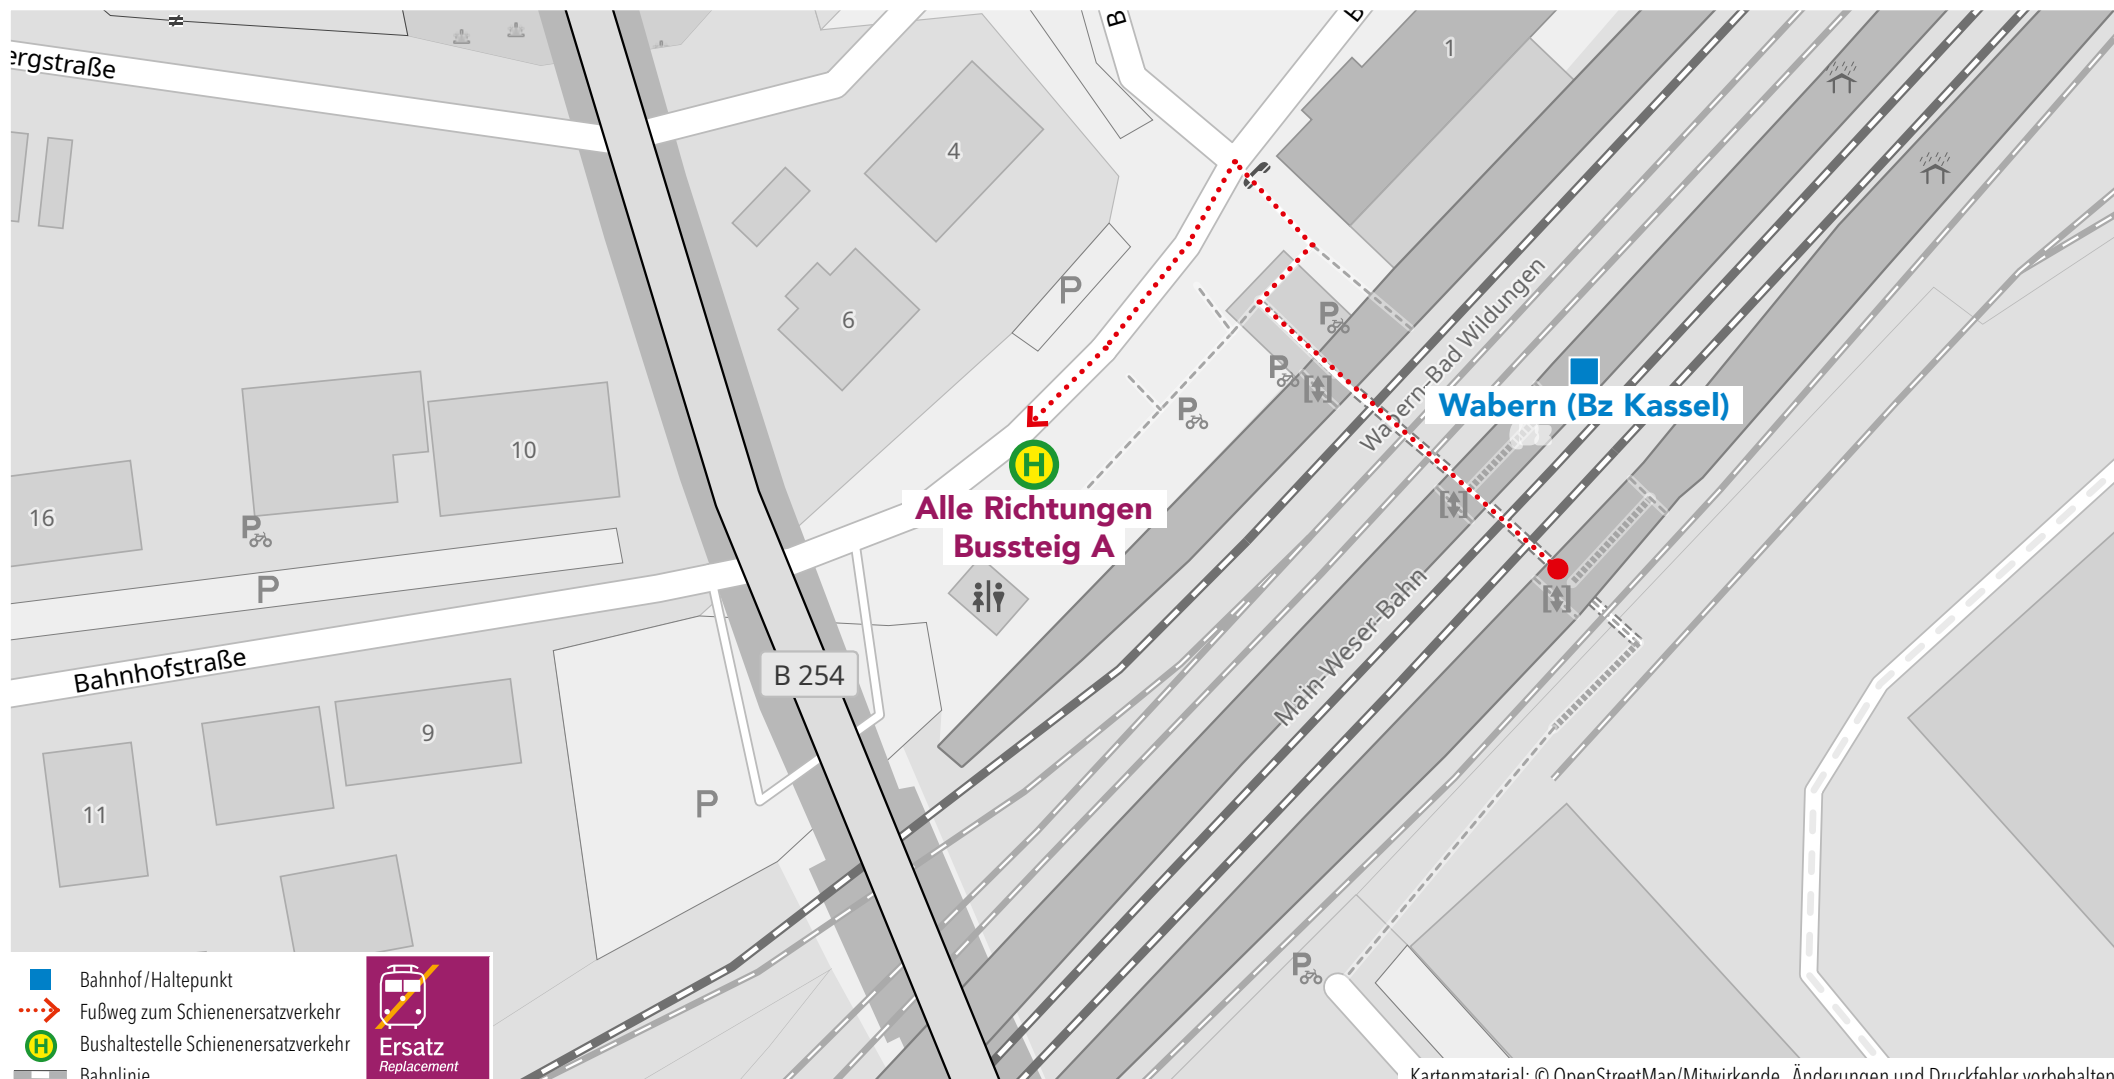 ergstraße
B
B
1
4
P
6
P
P
P
Wabern-Bad Wildungen
Wabern (Bz Kassel)
10
16
P
P
H
Alle Richtungen
Bussteig A
Bahnhofstraße
B 254
Main-Weser-Bahn
9
11
P
P
Bahnhof/Haltepunkt
Fußweg zum Schienenersatzverkehr
H
Bushaltestelle Schienenersatzverkehr
Bahnlinie
Ersatz
Replacement
Kartenmaterial: © OpenStreetMap/Mitwirkende, Änderungen und Druckfehler vorbehalten